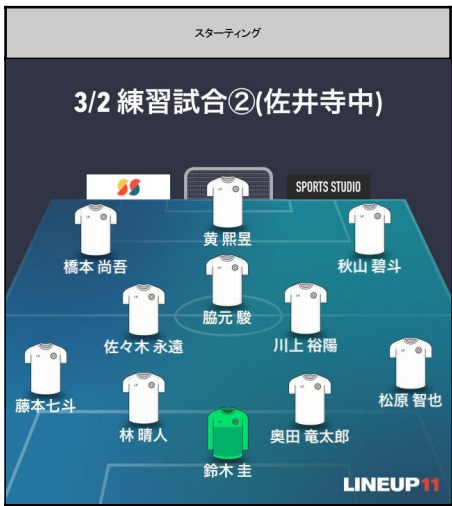 スターティング
3/2 練習試合②(佐井寺中)
SPORTS STUDIO
黄 熙昱
橋本 尚吾
秋山 碧斗
脇元 駿
佐々木 永遠
川上 裕陽
藤本七斗
松原 智也
林 晴人
奥田 竜太郎
鈴木 圭
LINEUP11